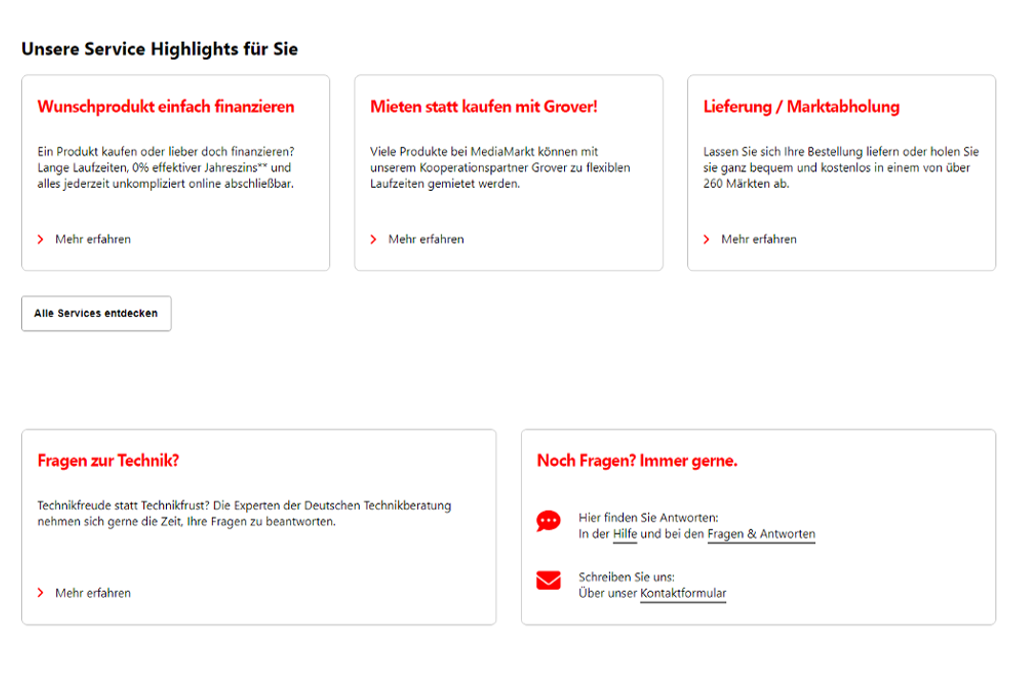 Unsere Service Highlights für Sie
Wunschprodukt einfach finanzieren
Ein Produkt kaufen oder lieber doch finanzieren?
Lange Laufzeiten, 0% effektiver Jahreszins** und
alles jederzeit unkompliziert online abschließbar.
Mehr erfahren
Mieten statt kaufen mit Grover!
Viele Produkte bei MediaMarkt können mit
unserem Kooperationspartner Grover zu flexiblen
Laufzeiten gemietet werden.
Mehr erfahren
Lieferung / Marktabholung
Lassen Sie sich Ihre Bestellung liefern oder holen Sie
sie ganz bequem und kostenlos in einem von über
260 Märkten ab.
Mehr erfahren
Alle Services entdecken
Fragen zur Technik?
Technikfreude statt Technikfrust? Die Experten der Deutschen Technikberatung
nehmen sich gerne die Zeit, Ihre Fragen zu beantworten.
Mehr erfahren
Noch Fragen? Immer gerne.
Hier finden Sie Antworten:
In der Hilfe und bei den Fragen & Antworten
Schreiben Sie uns:
Über unser Kontaktformular